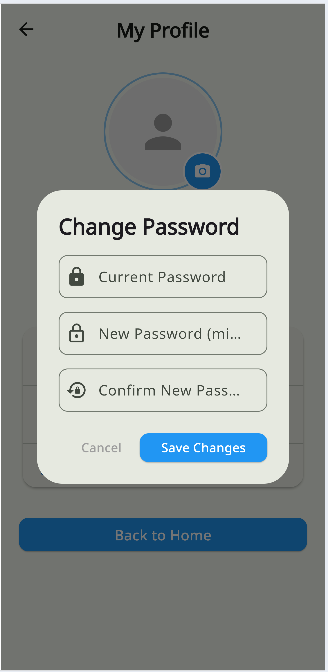 My Profile
Change Password
Current Password
New Password (mi...
Confirm New Pass...
Cancel
Save Changes
Back to Home